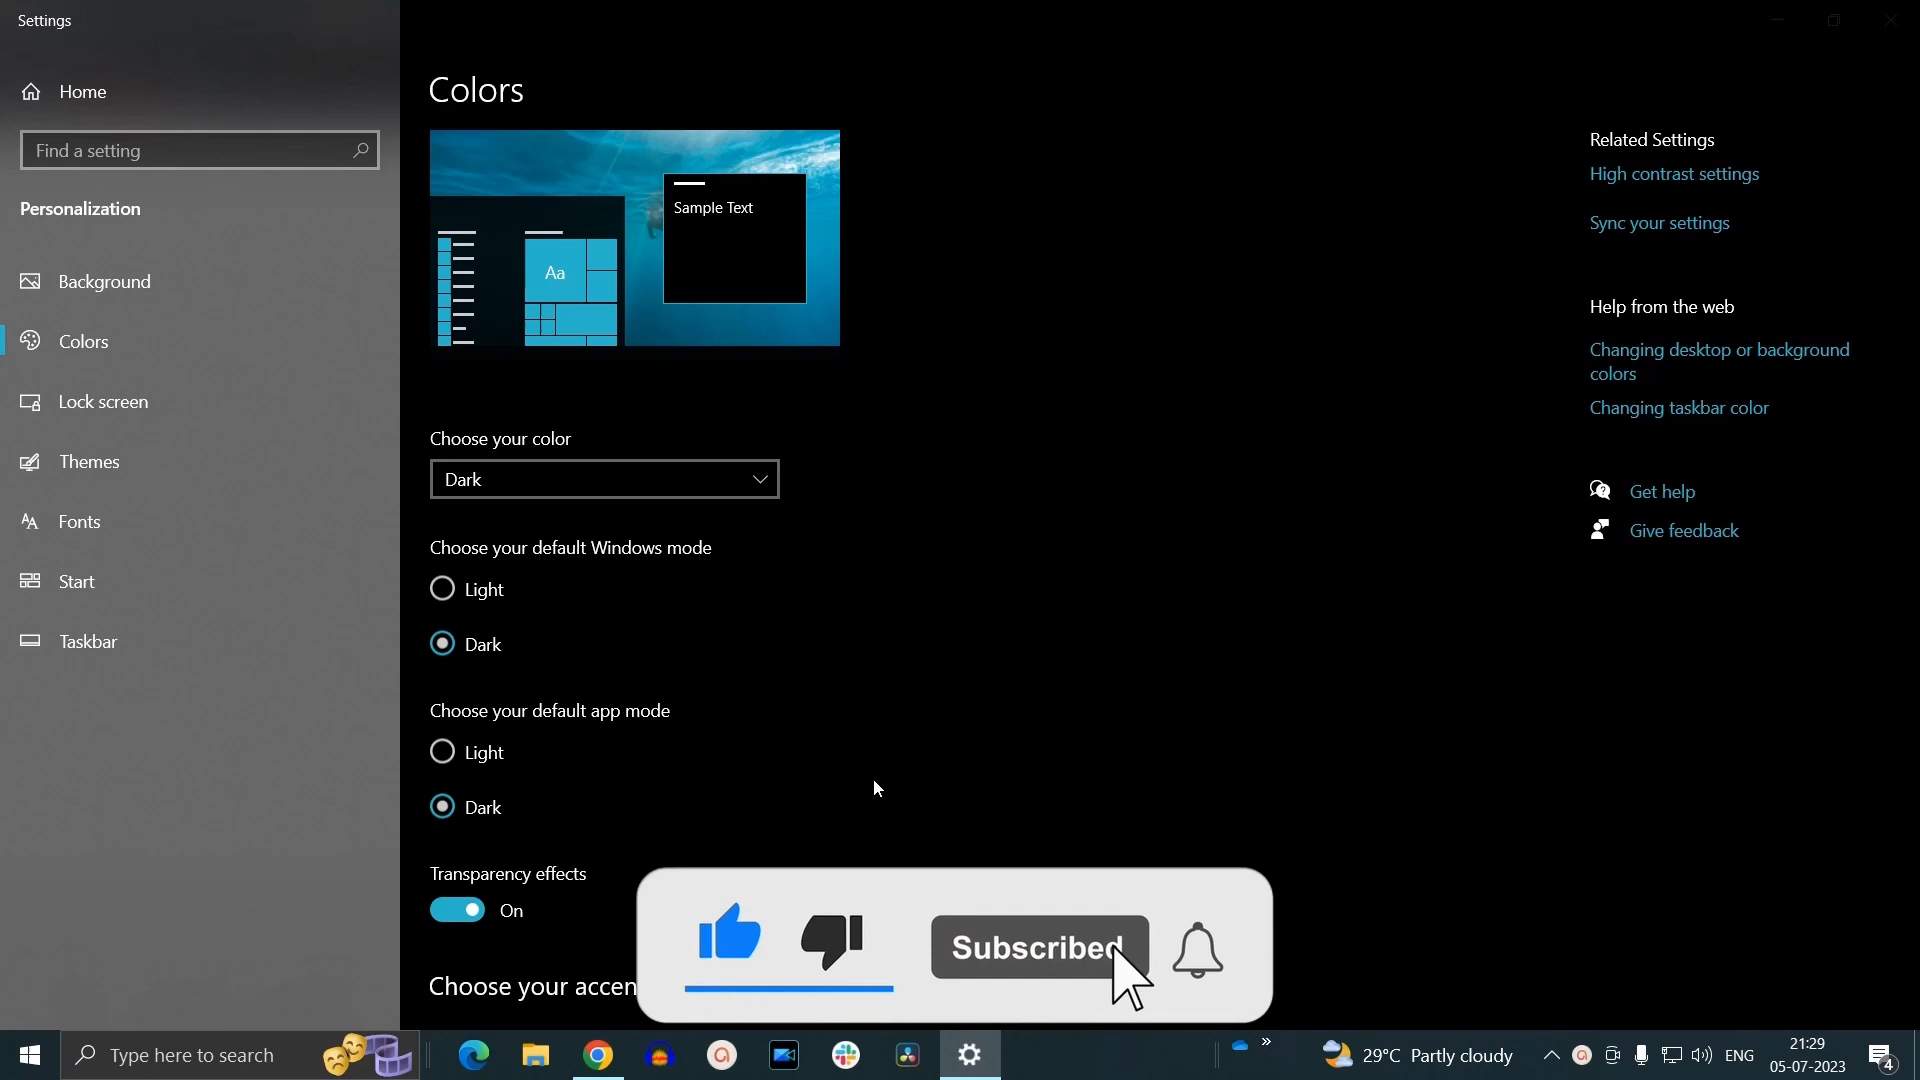 Settings
Home
Find a setting
Personalization
Background
Colors
Lock screen
Themes
Fonts
Start
Taskbar
Colors
Sample Text
Aa
Choose your color
Dark
Choose your default Windows mode
Light
Dark
Choose your default app mode
Light
Dark
Transparency effects
On
Choose your accen
Related Settings
High contrast settings
Sync your settings
Help from the web
Changing desktop or background
colors
Changing taskbar color
Get help
Give feedback
Subscribed
Type here to search
29°C Partly cloudy
ENG
21:29
05-07-2023
4